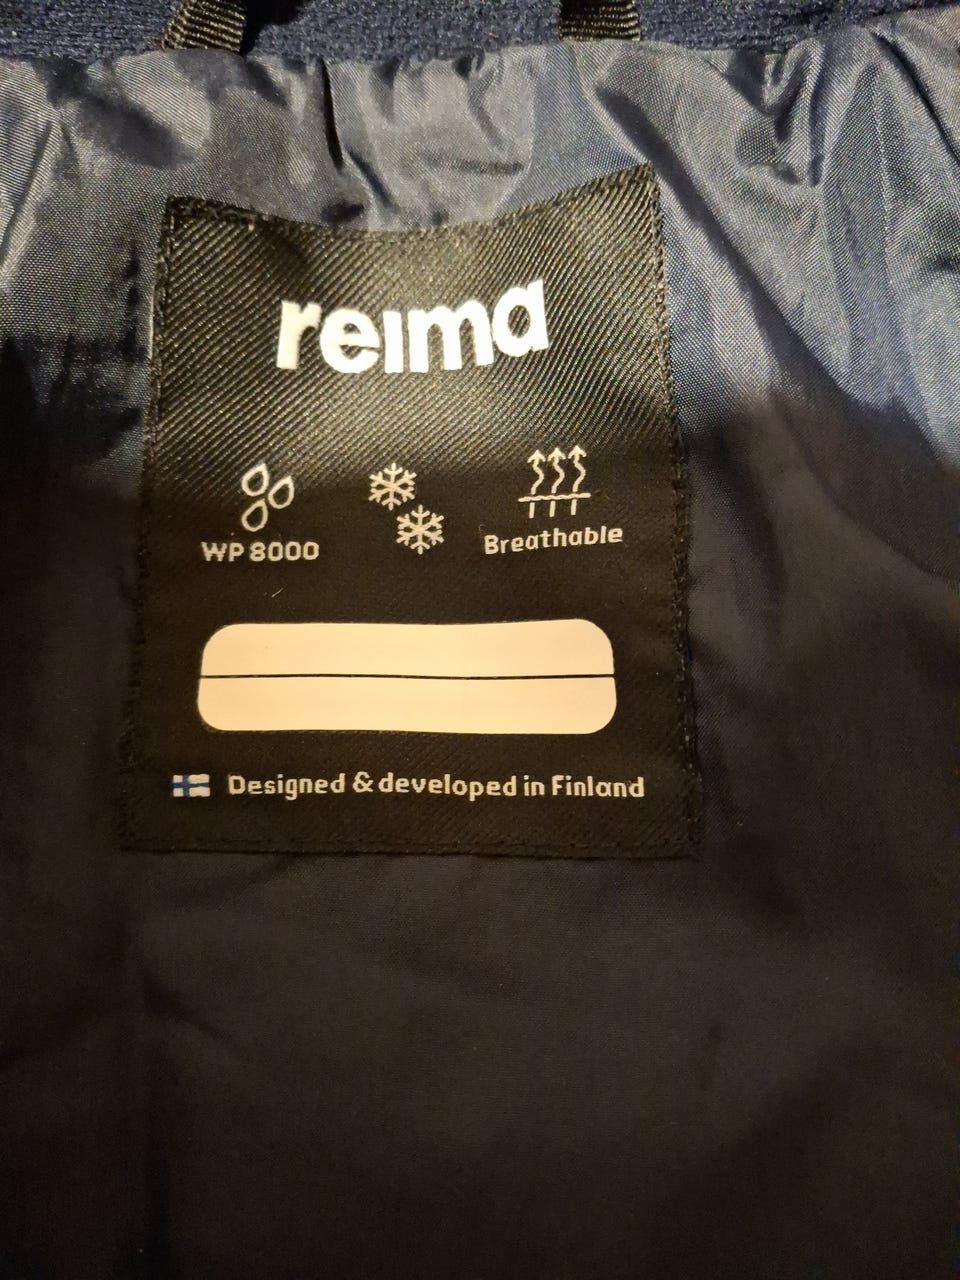 reima
WP 8000
Breathable
Designed & developed in Finland